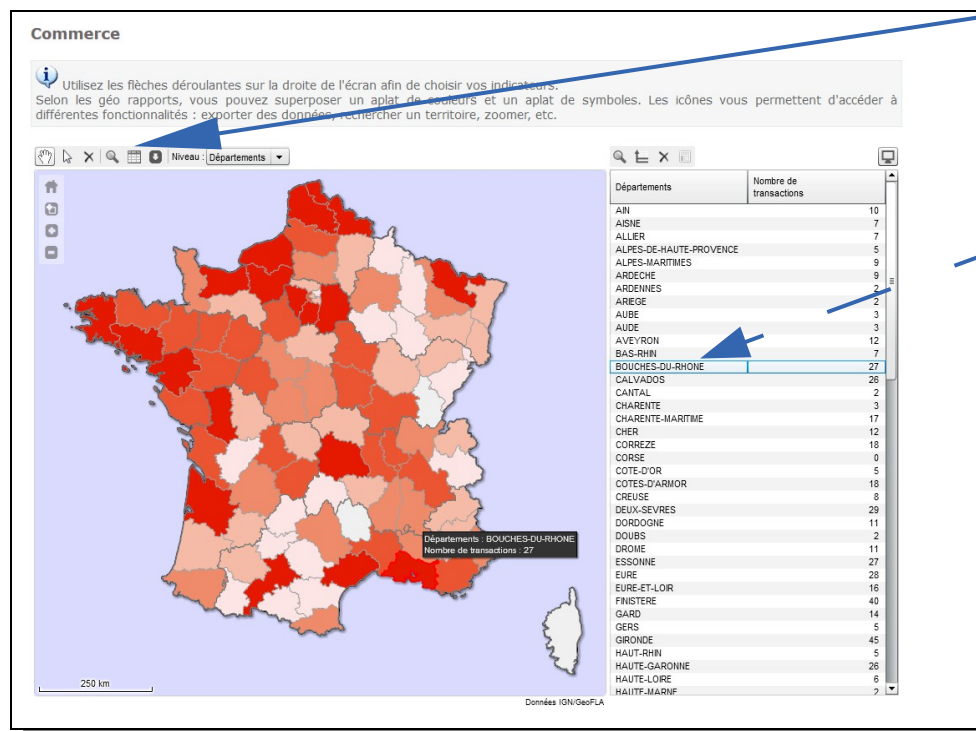 Commerce
Utilisez les flèches déroulantes sur la droite de l'écran afin de choisir vos indicateurs.
Selon les géo rapports, vous pouvez superposer un aplat de couleurs et un aplat de symboles. Les icônes vous permettent d'accéder à
différentes fonctionnalités : exporter des données, rechercher un territoire, zoomer, etc.
Niveau : Départements
Départements Nombre de transactions
AIN 10
AISNE 7
ALLIER 7
ALPES-DE-HAUTE-PROVENCE 5
ALPES-MARITIMES 9
ARDECHE 9
ARDENNES 2
ARIEGE 2
AUBE 3
AUDE 3
AVEYRON 12
BAS-RHIN 7
BOUCHES-DU-RHONE 27
CALVADOS 26
CANTAL 2
CHARENTE 3
CHARENTE-MARITIME 17
CHER 12
CORREZE 18
CORSE 0
COTE-D'OR 5
COTES-D'ARMOR 18
CREUSE 8
DEUX-SEVRES 29
DORDOGNE 11
DOUBS 2
DROME 11
ESSONNE 27
EURE 28
EURE-ET-LOIR 16
FINISTERE 40
GARD 14
GERS 5
GIRONDE 45
HAUT-RHIN 5
HAUTE-GARONNE 26
HAUTE-LOIRE 6
HAUTE-MARNE 2
Départements : BOUCHES-DU-RHONE
Nombre de transactions : 27
250 km
Données IGN/GeoFLA